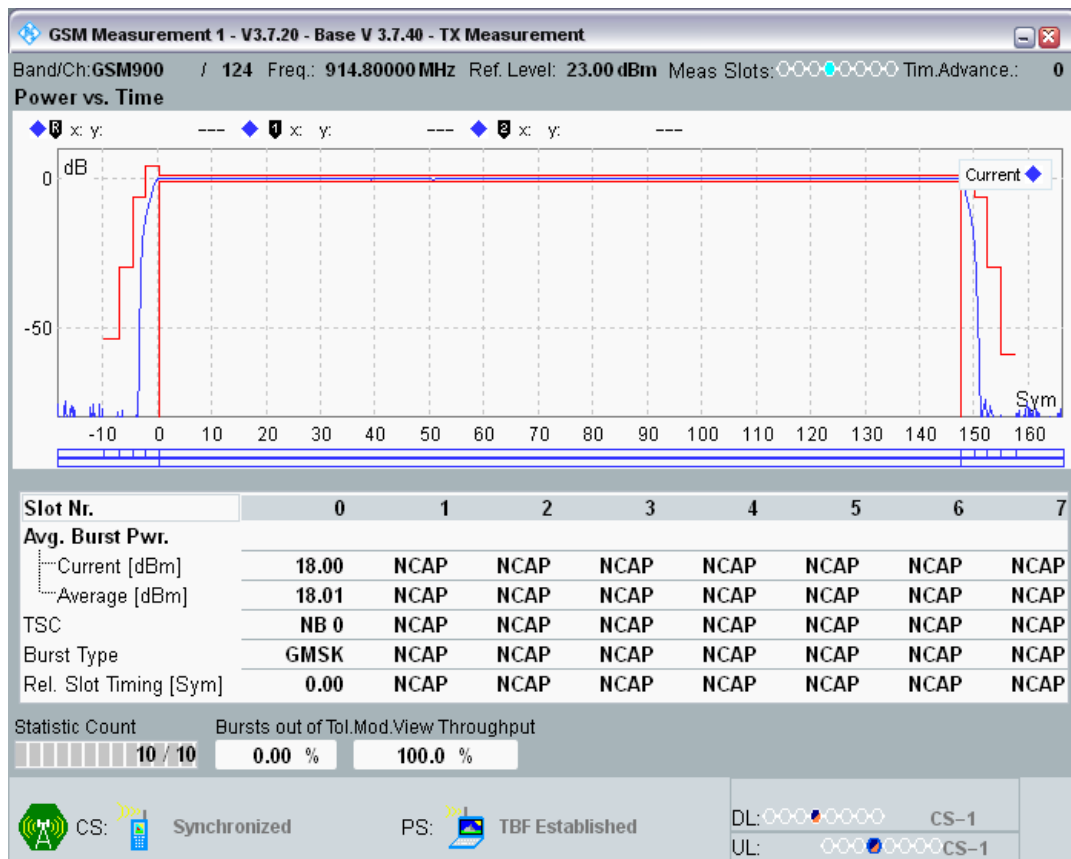 GSM Measurement 1 - V3.7.20 - Base V 3.7.40 - TX Measurement
Band/Ch:GSM900 / 124 Freq.: 914.80000 MHz Ref. Level: 23.00 dBm Meas Slots: Tim.Advance.: 0
Power vs. Time
R x: y: --- 1 x: y: --- 2 x: y: ---
dB
0
Current
-50
Sym
-10 0 10 20 30 40 50 60 70 80 90 100 110 120 130 140 150 160
Slot Nr. 0 1 2 3 4 5 6 7
Avg. Burst Pwr.
Current [dBm] 18.00 NCAP NCAP NCAP NCAP NCAP NCAP NCAP
Average [dBm] 18.01 NCAP NCAP NCAP NCAP NCAP NCAP NCAP
TSC NB 0 NCAP NCAP NCAP NCAP NCAP NCAP NCAP
Burst Type GMSK NCAP NCAP NCAP NCAP NCAP NCAP NCAP
Rel. Slot Timing [Sym] 0.00 NCAP NCAP NCAP NCAP NCAP NCAP NCAP
Statistic Count Bursts out of Tol.Mod.View Throughput
10 / 10 0.00 % 100.0 %
CS: Synchronized PS: TBF Established DL: CS-1
UL: CS-1